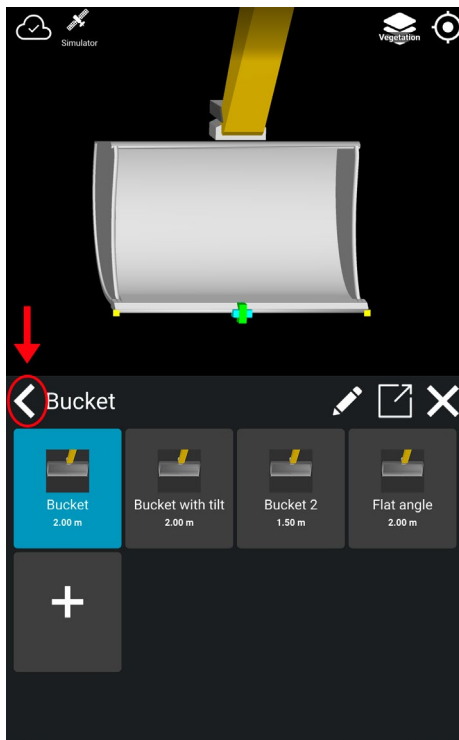 Simulator
Vegetation
Bucket
Bucket
2.00 m
Bucket with tilt
2.00 m
Bucket 2
1.50 m
Flat angle
2.00 m